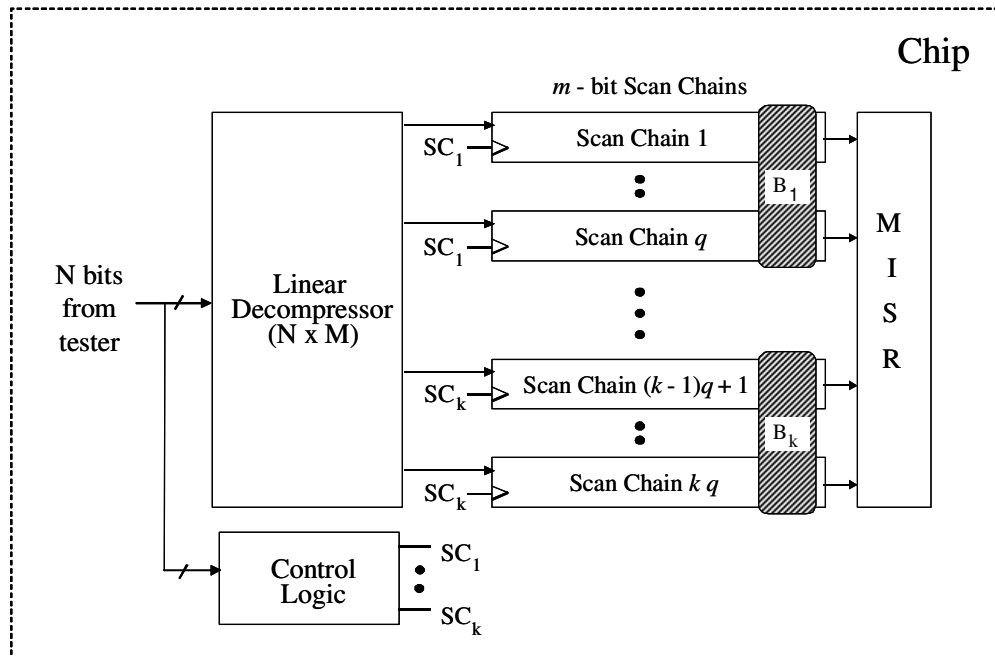 Chip
m - bit Scan Chains
SC1
Scan Chain 1
B1
SC1
Scan Chain q
N bits
from
tester
Linear
Decompressor
(N x M)
SCk
Scan Chain (k-1)q+1
Bk
SCk
Scan Chain k q
M
I
S
R
Control
Logic
SC1
SCk